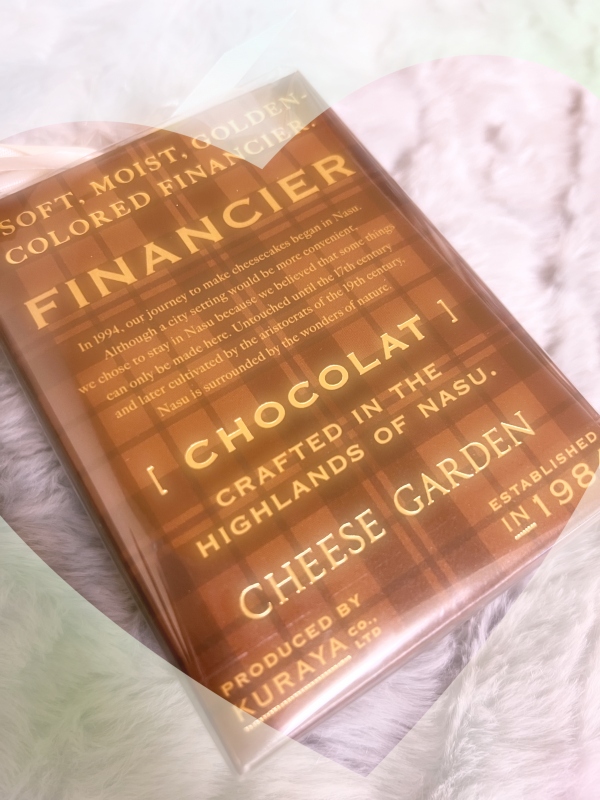 SOFT, MOIST, GOLDEN-
COLORED FINANCIER.
FINANCIER
In 1994, our journey to make cheesecakes began in Nasu.
Although a city setting would be more convenient,
we chose to stay in Nasu because we believed that some things
can only be made here. Untouched until the 17th century
and later cultivated by the aristocrats of the 19th century,
Nasu is surrounded by the wonders of nature.
[ CHOCOLAT ]
CRAFTED IN THE
HIGHLANDS OF NASU.
CHEESE GARDEN
ESTABLISHED
IN 198
PRODUCED BY
KURAYA CO., LTD